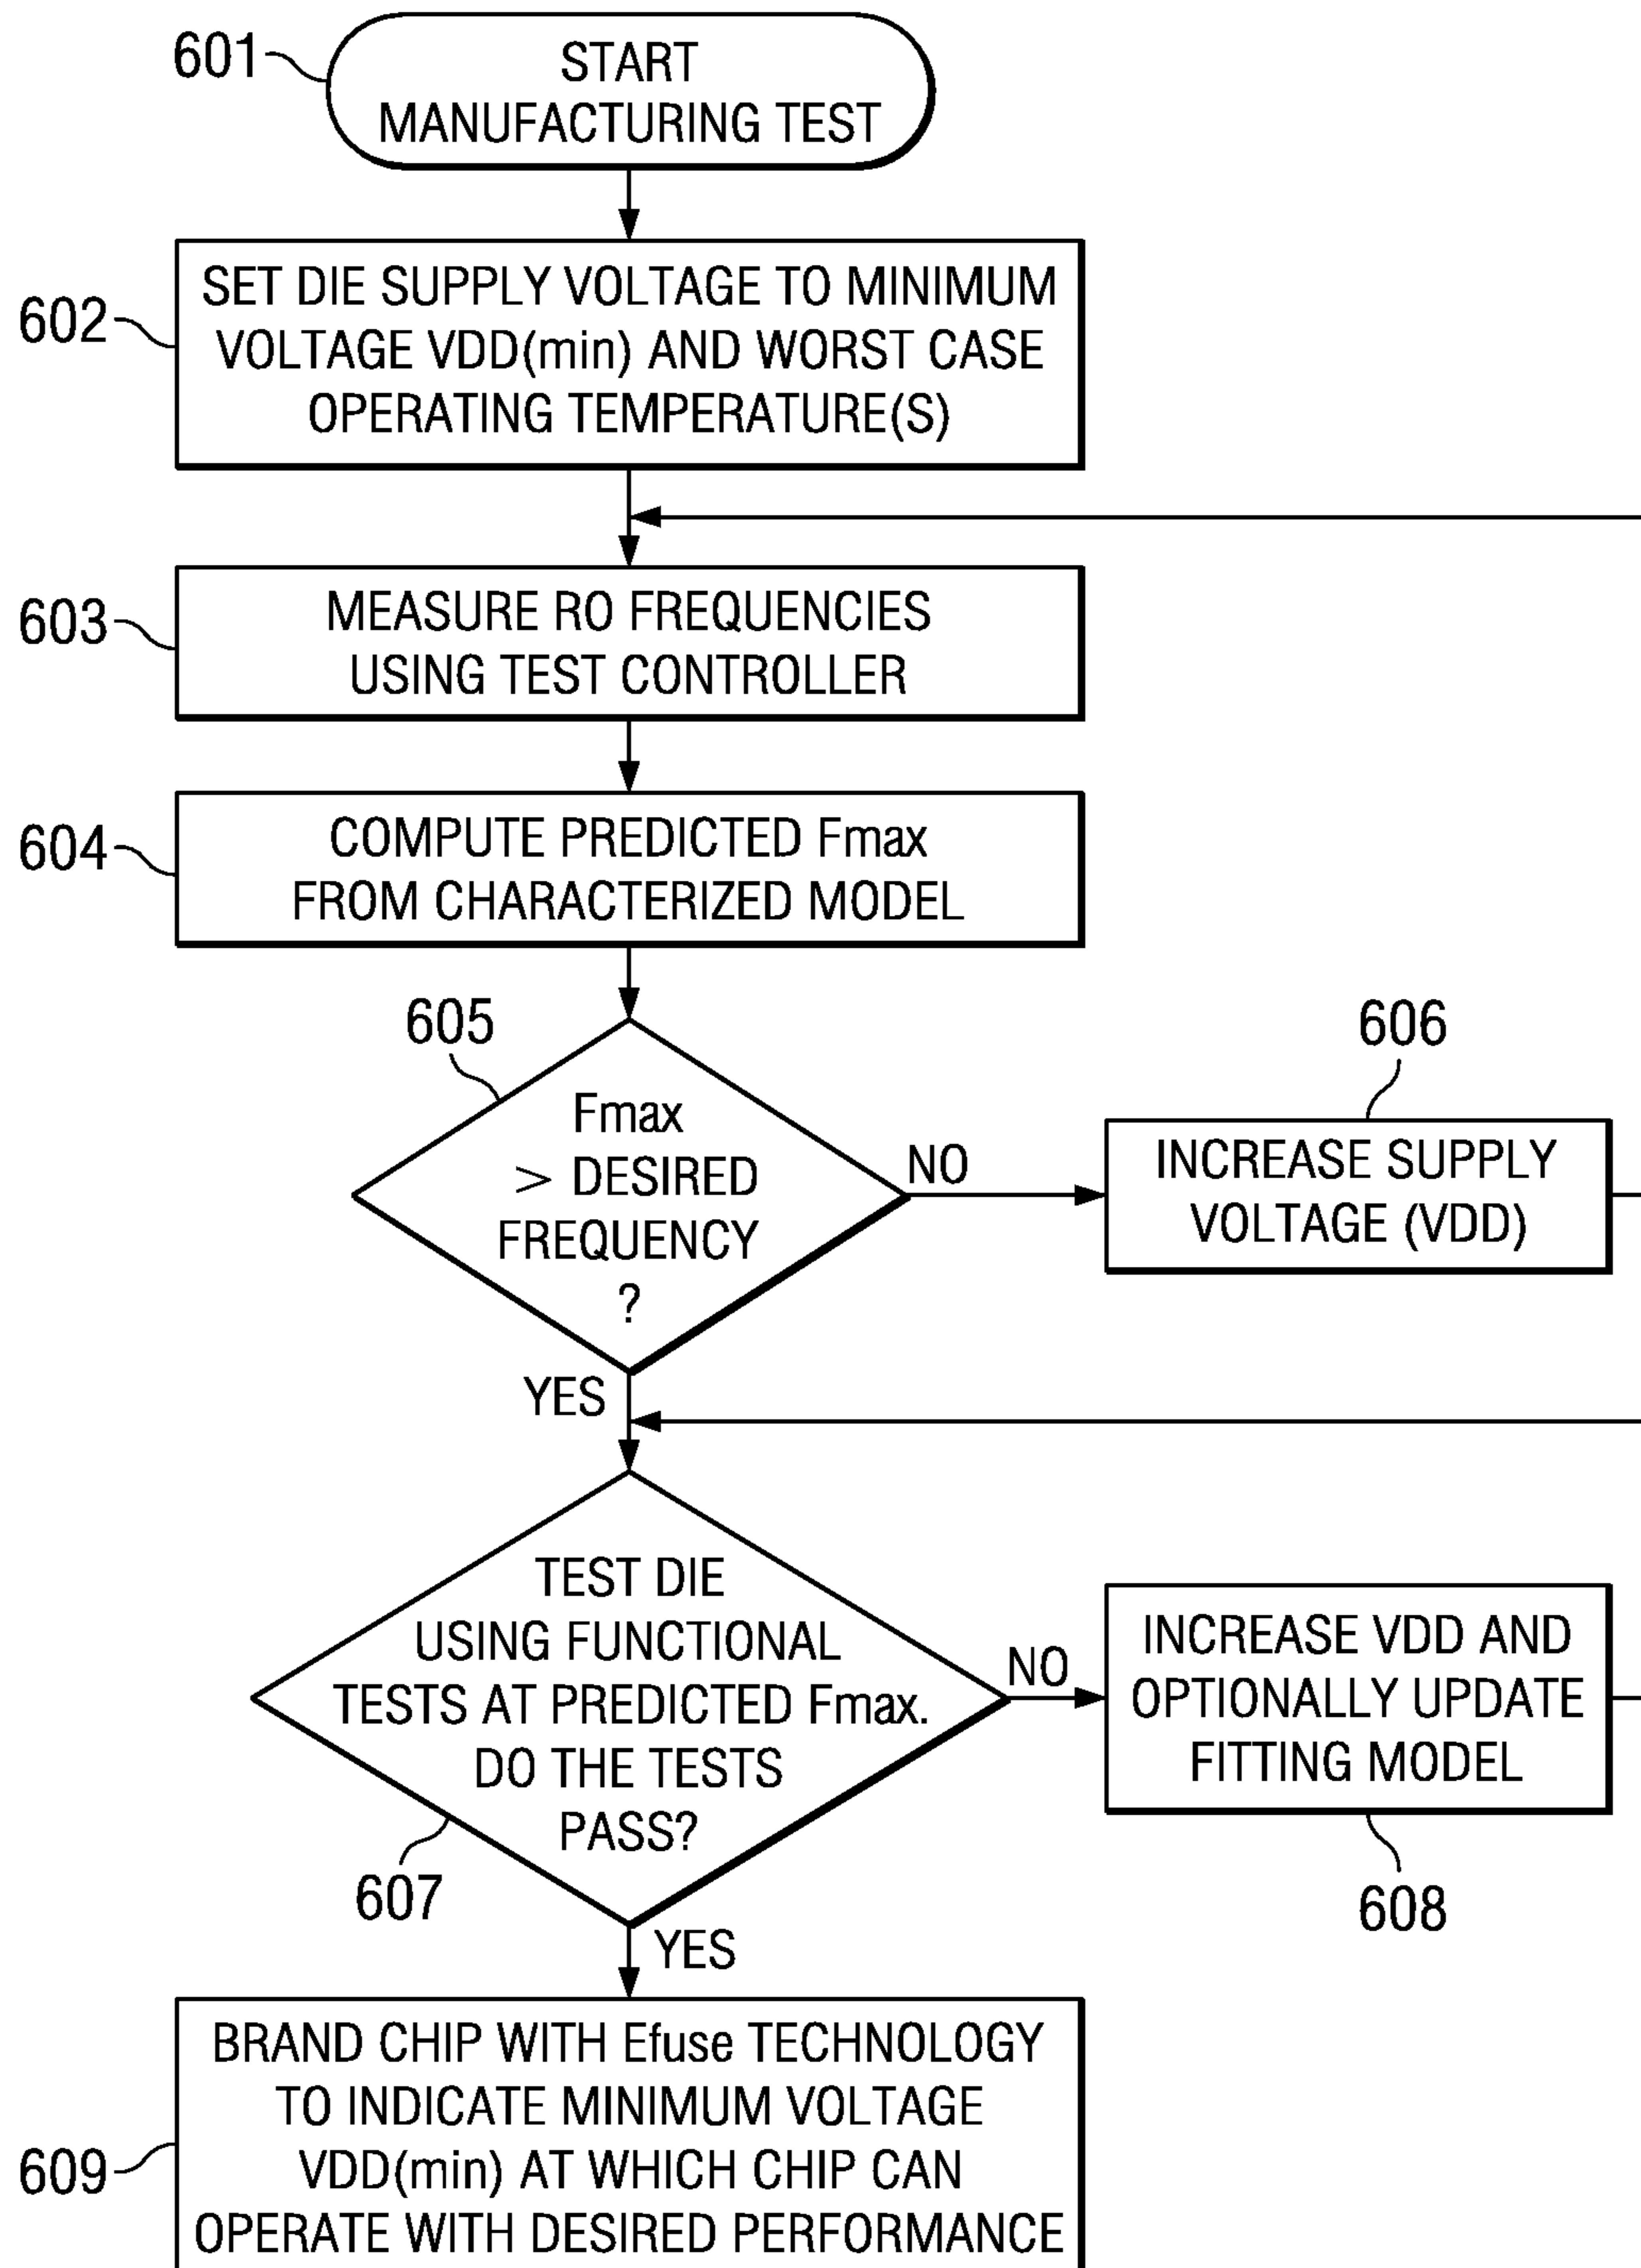 601
START
MANUFACTURING TEST
602
SET DIE SUPPLY VOLTAGE TO MINIMUM
VOLTAGE VDD(min) AND WORST CASE
OPERATING TEMPERATURE(S)
603
MEASURE RO FREQUENCIES
USING TEST CONTROLLER
604
COMPUTE PREDICTED Fmax
FROM CHARACTERIZED MODEL
605
Fmax
> DESIRED
FREQUENCY
?
NO
606
INCREASE SUPPLY
VOLTAGE (VDD)
YES
TEST DIE
USING FUNCTIONAL
TESTS AT PREDICTED Fmax.
DO THE TESTS
PASS?
607
NO
INCREASE VDD AND
OPTIONALLY UPDATE
FITTING MODEL
608
YES
609
BRAND CHIP WITH Efuse TECHNOLOGY
TO INDICATE MINIMUM VOLTAGE
VDD(min) AT WHICH CHIP CAN
OPERATE WITH DESIRED PERFORMANCE